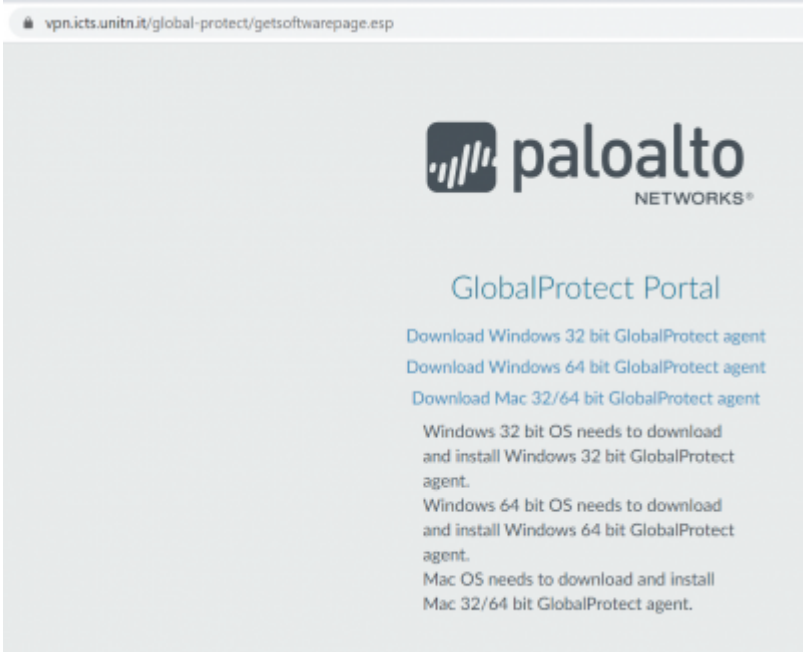 vpn.icts.unitn.it/global-protect/getsoftwarepage.esp
paloalto
NETWORKS®
GlobalProtect Portal
Download Windows 32 bit GlobalProtect agent
Download Windows 64 bit GlobalProtect agent
Download Mac 32/64 bit GlobalProtect agent
Windows 32 bit OS needs to download
and install Windows 32 bit GlobalProtect
agent.
Windows 64 bit OS needs to download
and install Windows 64 bit GlobalProtect
agent.
Mac OS needs to download and install
Mac 32/64 bit GlobalProtect agent.